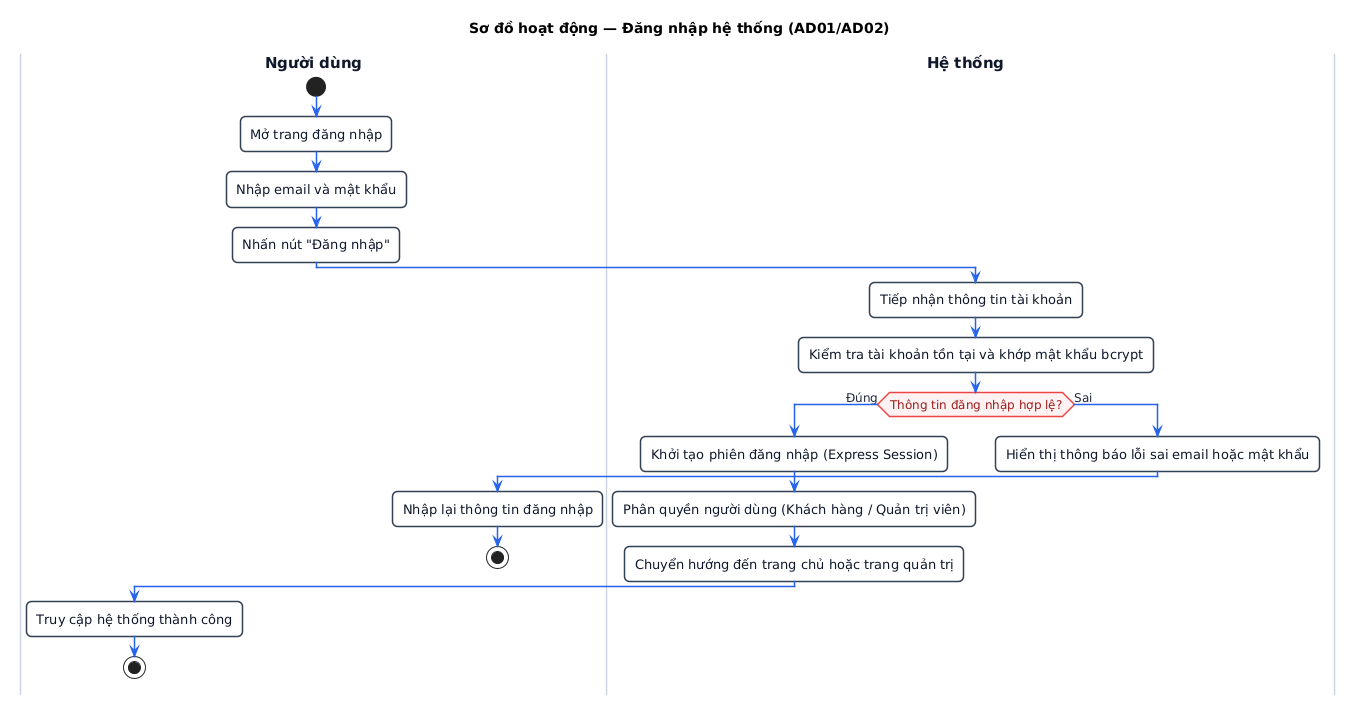 Sơ đồ hoạt động — Đăng nhập hệ thống (AD01/AD02)
Người dùng
Hệ thống
Mở trang đăng nhập
Nhập email và mật khẩu
Nhấn nút "Đăng nhập"
Tiếp nhận thông tin tài khoản
Kiểm tra tài khoản tồn tại và khớp mật khẩu bcrypt
Đúng
Thông tin đăng nhập hợp lệ?
Sai
Khởi tạo phiên đăng nhập (Express Session)
Hiển thị thông báo lỗi sai email hoặc mật khẩu
Nhập lại thông tin đăng nhập
Phân quyền người dùng (Khách hàng / Quản trị viên)
Chuyển hướng đến trang chủ hoặc trang quản trị
Truy cập hệ thống thành công